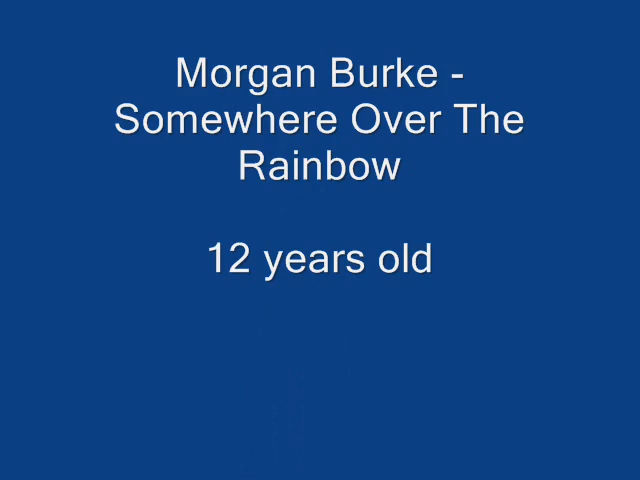 Morgan Burke -
Somewhere Over The
Rainbow
12 years old